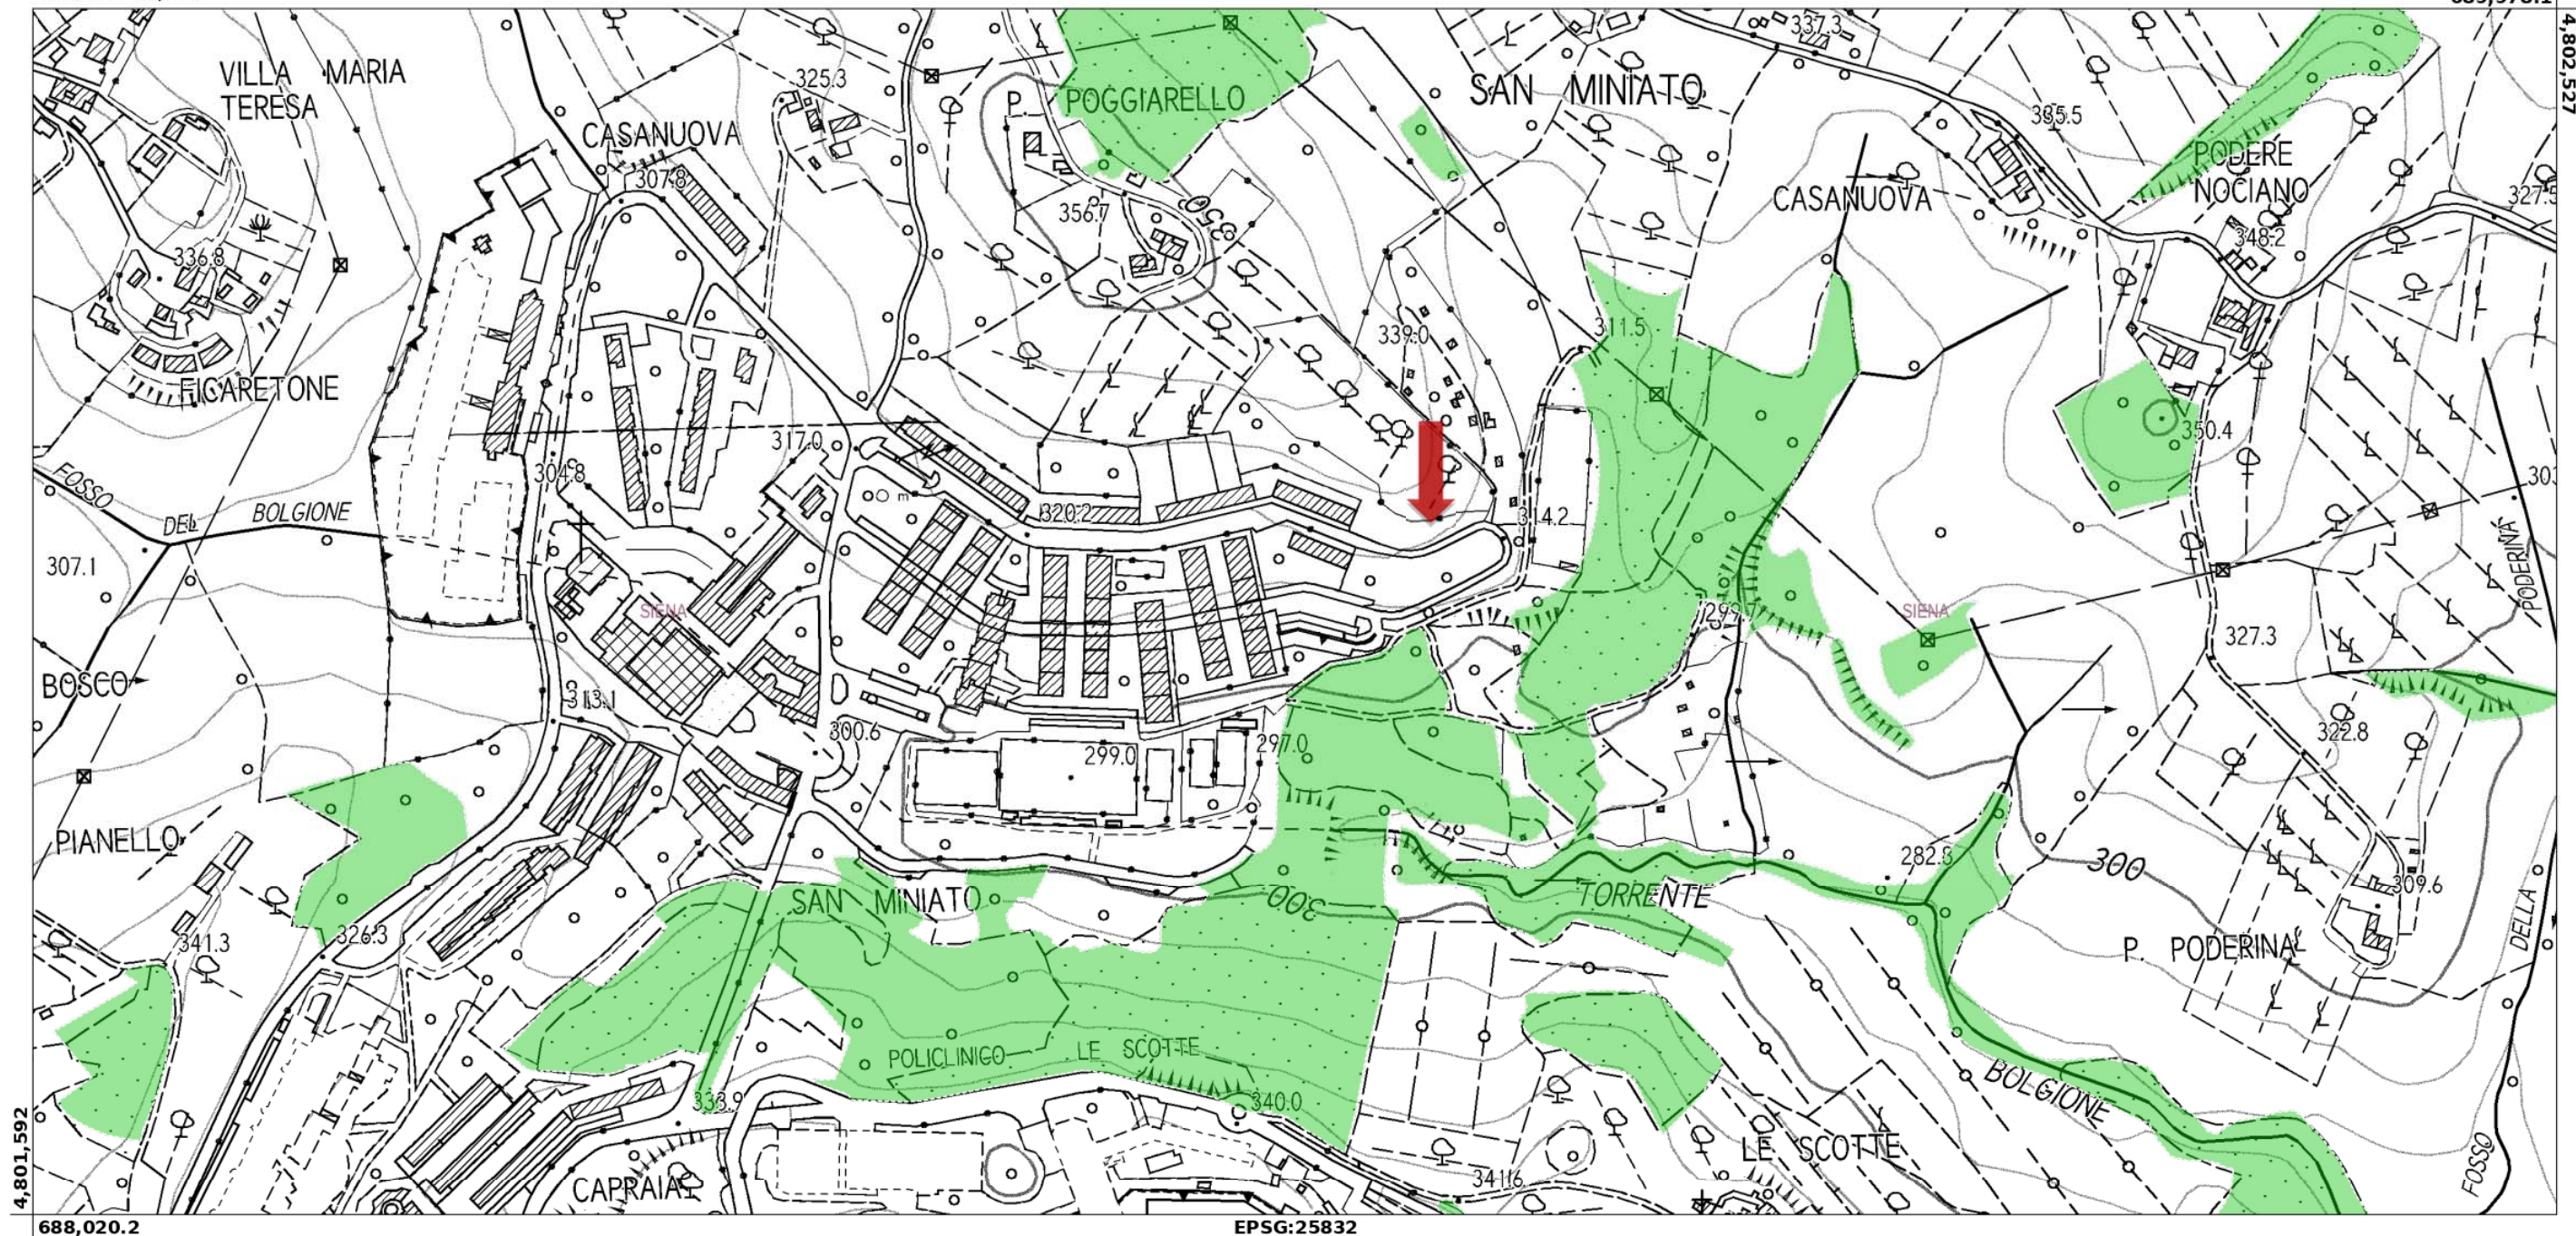 4,802,527
337.3
VILLA MARIA
TERESA
325.3
SAN MINIATO
P. POGGIARELLO
335.5
CASANUOVA
307.8
PODERE
NOCIANO
CASANUOVA
356.7
348.2
336.8
311.5
339.0
FICARETONE
317.0
350.4
304.8
FOSSO
DEL
BOLGIONE
320.2
314.2
307.1
PODERINA
SIENA
299.7
SIENA
327.3
BOSCO
313.1
300.6
299.0
297.0
322.8
PIANELLO
282.8
300
309.6
SAN MINIATO
300
TORRENTE
341.3
326.3
P. PODERINA
DELLA
POLICLINICO
LE SCOTTE
333.9
340.0
BOLGIONE
LE SCOTTE
341.6
CAPRAIA
FOSSO
4,801,592
688,020.2
EPSG:25832